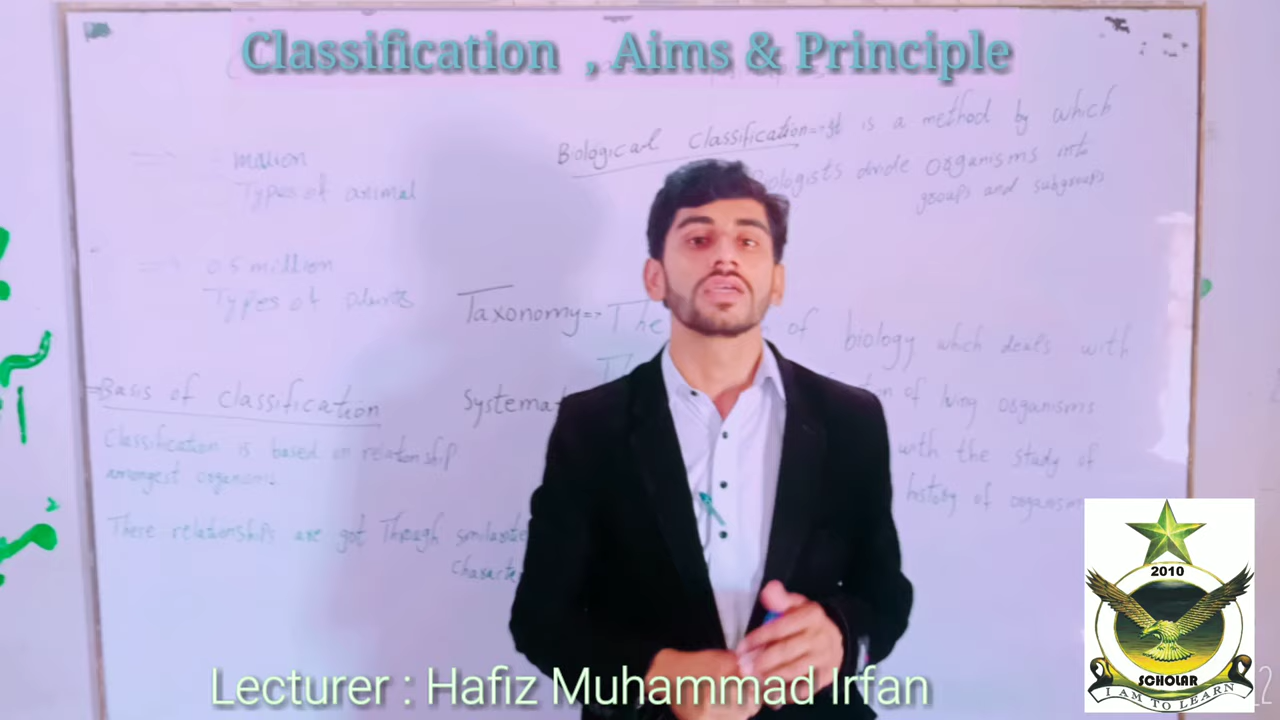 Classification , Aims & Principle
Biological classification=> It is a method by which
Biologists divide organisms into
groups and subgroups
million
Types of animal
0.5 million
Types of plants
Taxonomy=> The of biology which deals with
of living organisms
with the study of
history of organisms
Basis of classification
Classification is based on relationship
amongest organisms
These relationships are got Through
Lecturer : Hafiz Muhammad Irfan
2010
SCHOLAR
I AM TO LEARN